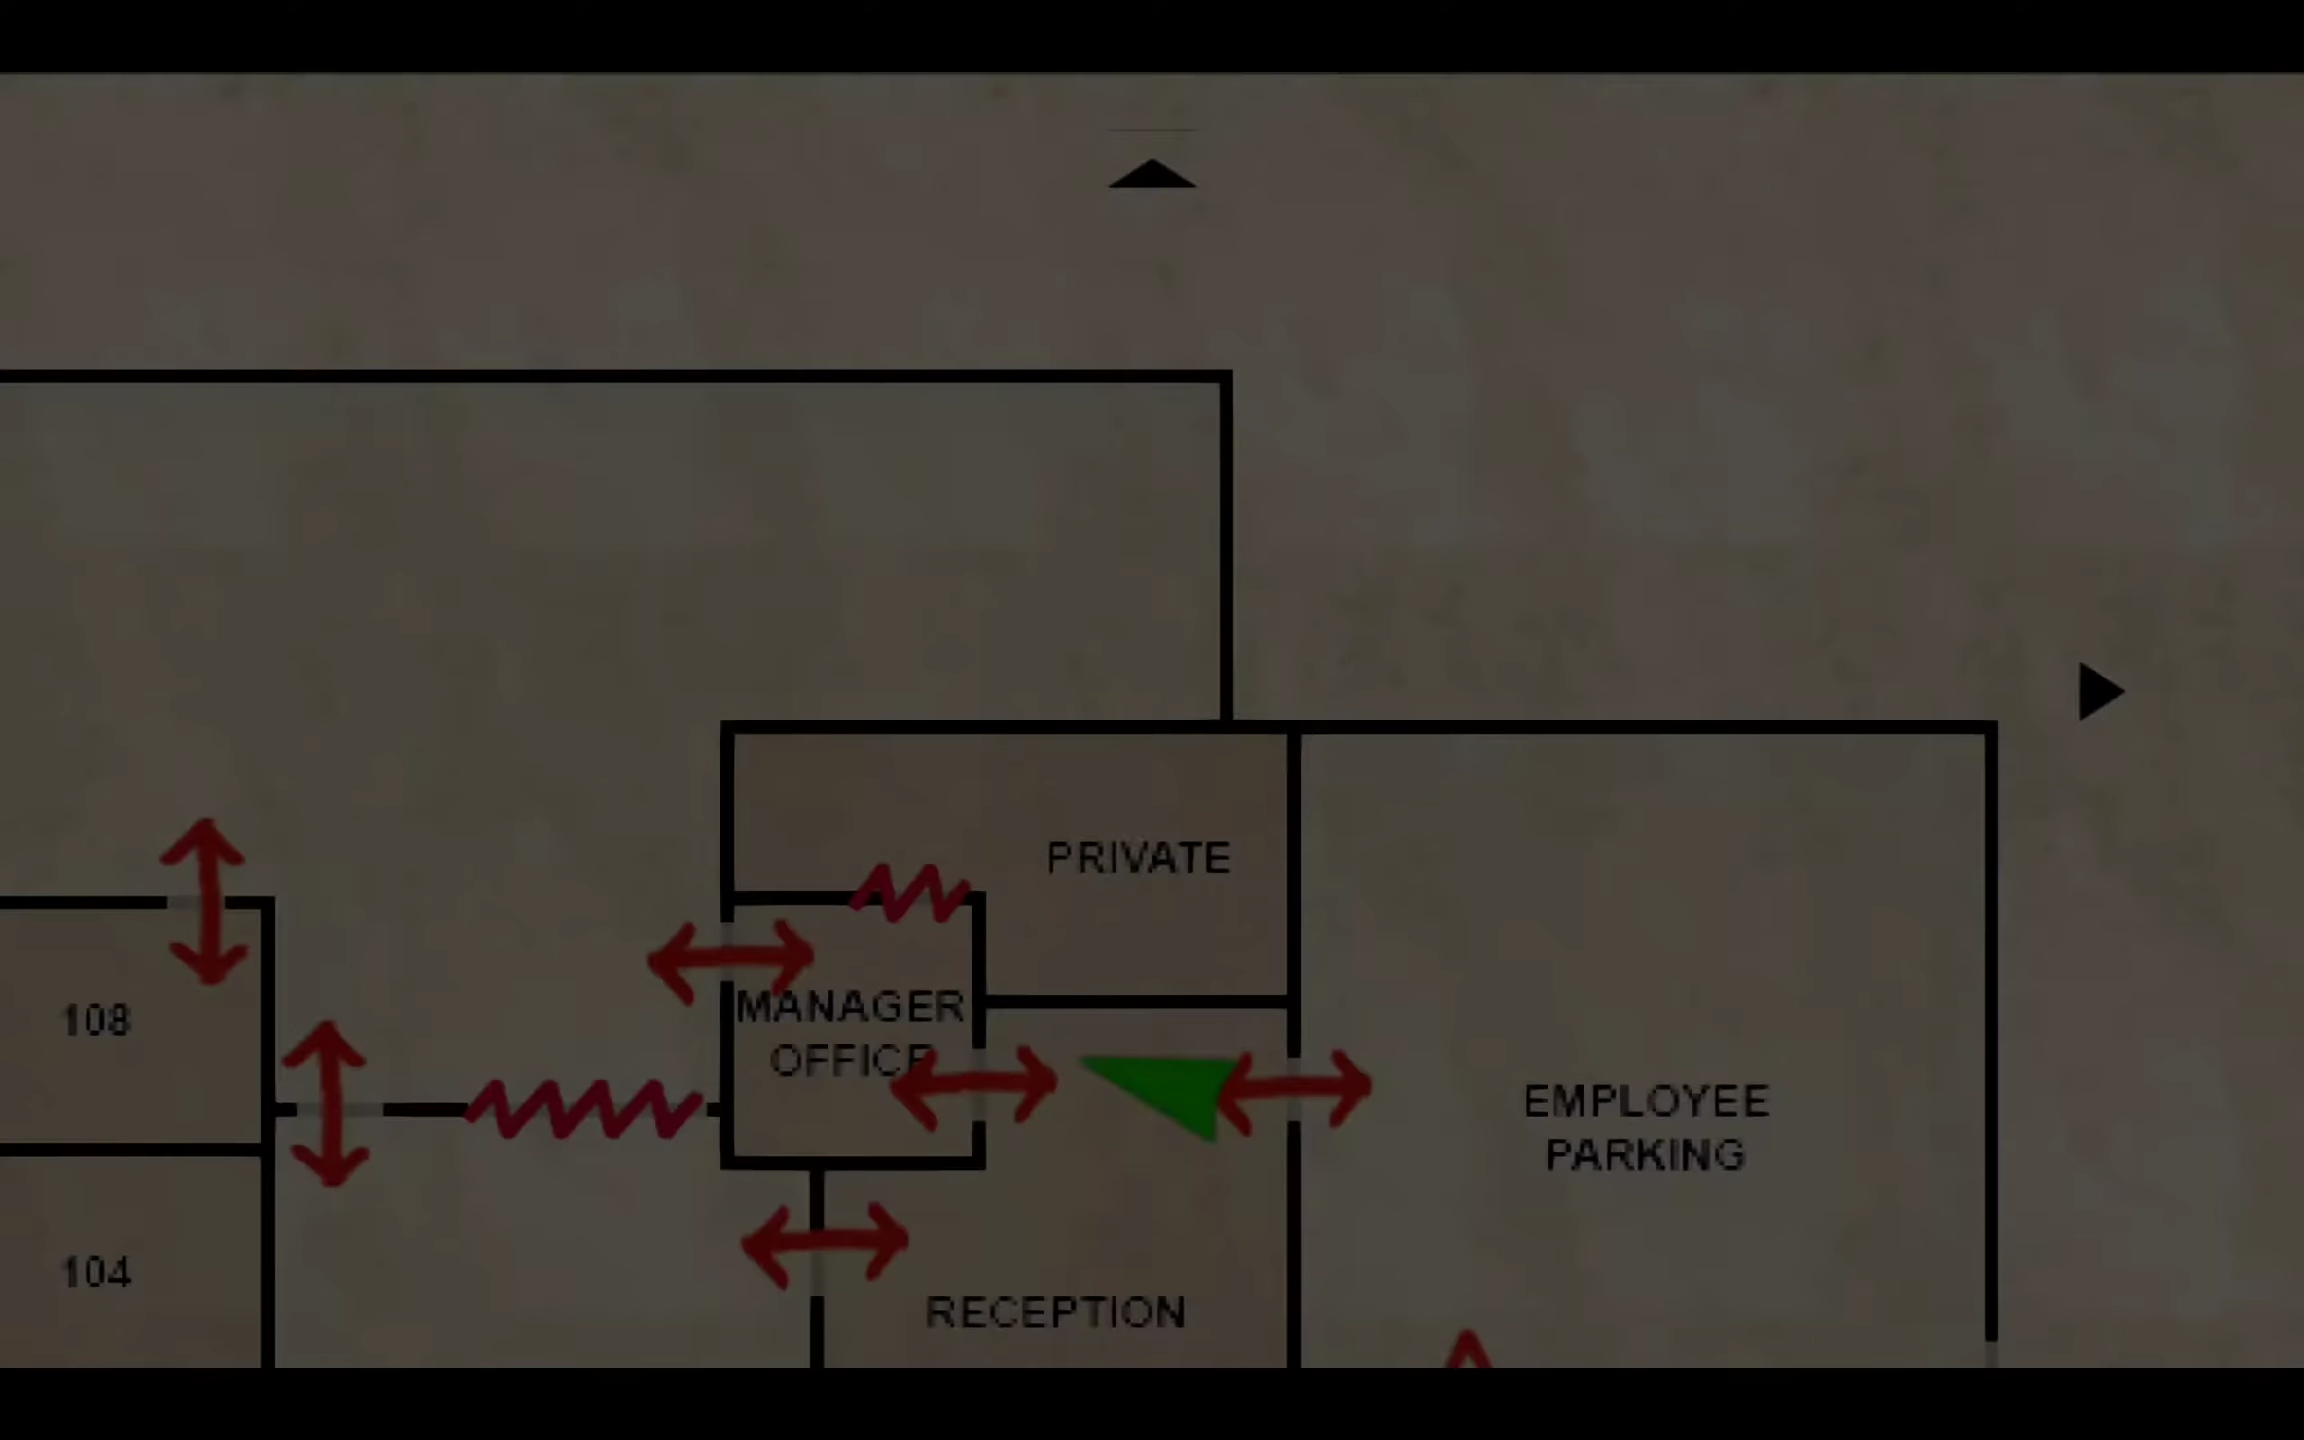 PRIVATE
108
MANAGER
OFFICE
EMPLOYEE
PARKING
104
RECEPTION